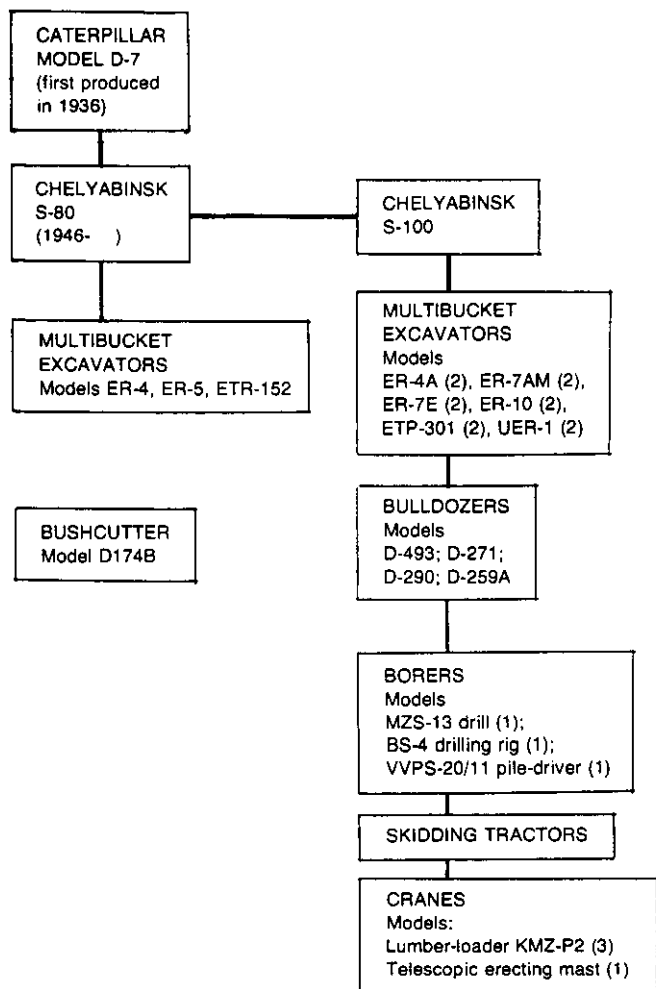 CATERPILLAR
MODEL D-7
(first produced
in 1936)
CHELYABINSK
S-80
(1946- )
CHELYABINSK
S-100
MULTIBUCKET
EXCAVATORS
Models ER-4, ER-5, ETR-152
MULTIBUCKET
EXCAVATORS
Models
ER-4A (2), ER-7AM (2),
ER-7E (2), ER-10 (2),
ETP-301 (2), UER-1 (2)
BUSHCUTTER
Model D174B
BULLDOZERS
Models
D-493; D-271;
D-290; D-259A
BORERS
Models
MZS-13 drill (1);
BS-4 drilling rig (1);
VVPS-20/11 pile-driver (1)
SKIDDING TRACTORS
CRANES
Models:
Lumber-loader KMZ-P2 (3)
Telescopic erecting mast (1)